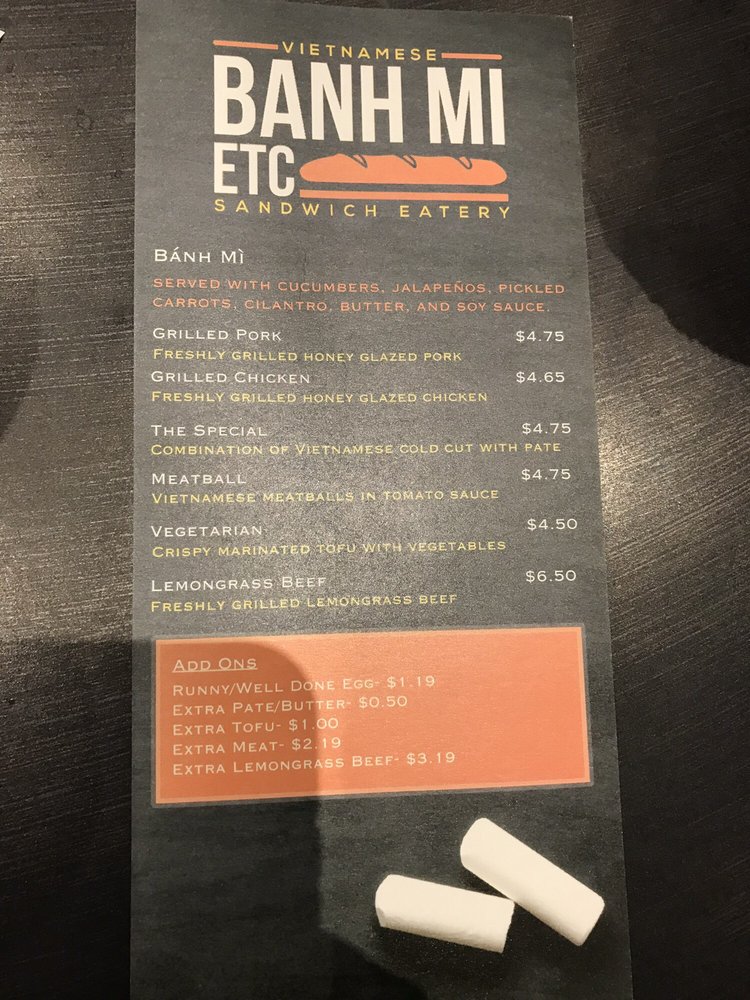 VIETNAMESE
BANH MI
ETC
SANDWICH EATERY
BÁNH MÌ
SERVED WITH CUCUMBERS, JALAPEÑOS, PICKLED
CARROTS, CILANTRO, BUTTER, AND SOY SAUCE.
GRILLED PORK $4.75
FRESHLY GRILLED HONEY GLAZED PORK
GRILLED CHICKEN $4.65
FRESHLY GRILLED HONEY GLAZED CHICKEN
THE SPECIAL $4.75
COMBINATION OF VIETNAMESE COLD CUT WITH PATE
MEATBALL $4.75
VIETNAMESE MEATBALLS IN TOMATO SAUCE
VEGETARIAN $4.50
CRISPY MARINATED TOFU WITH VEGETABLES
LEMONGRASS BEEF $6.50
FRESHLY GRILLED LEMONGRASS BEEF
ADD ONS
RUNNY/WELL DONE EGG- $1.19
EXTRA PATE/BUTTER- $0.50
EXTRA TOFU- $1.00
EXTRA MEAT- $2.19
EXTRA LEMONGRASS BEEF- $3.19